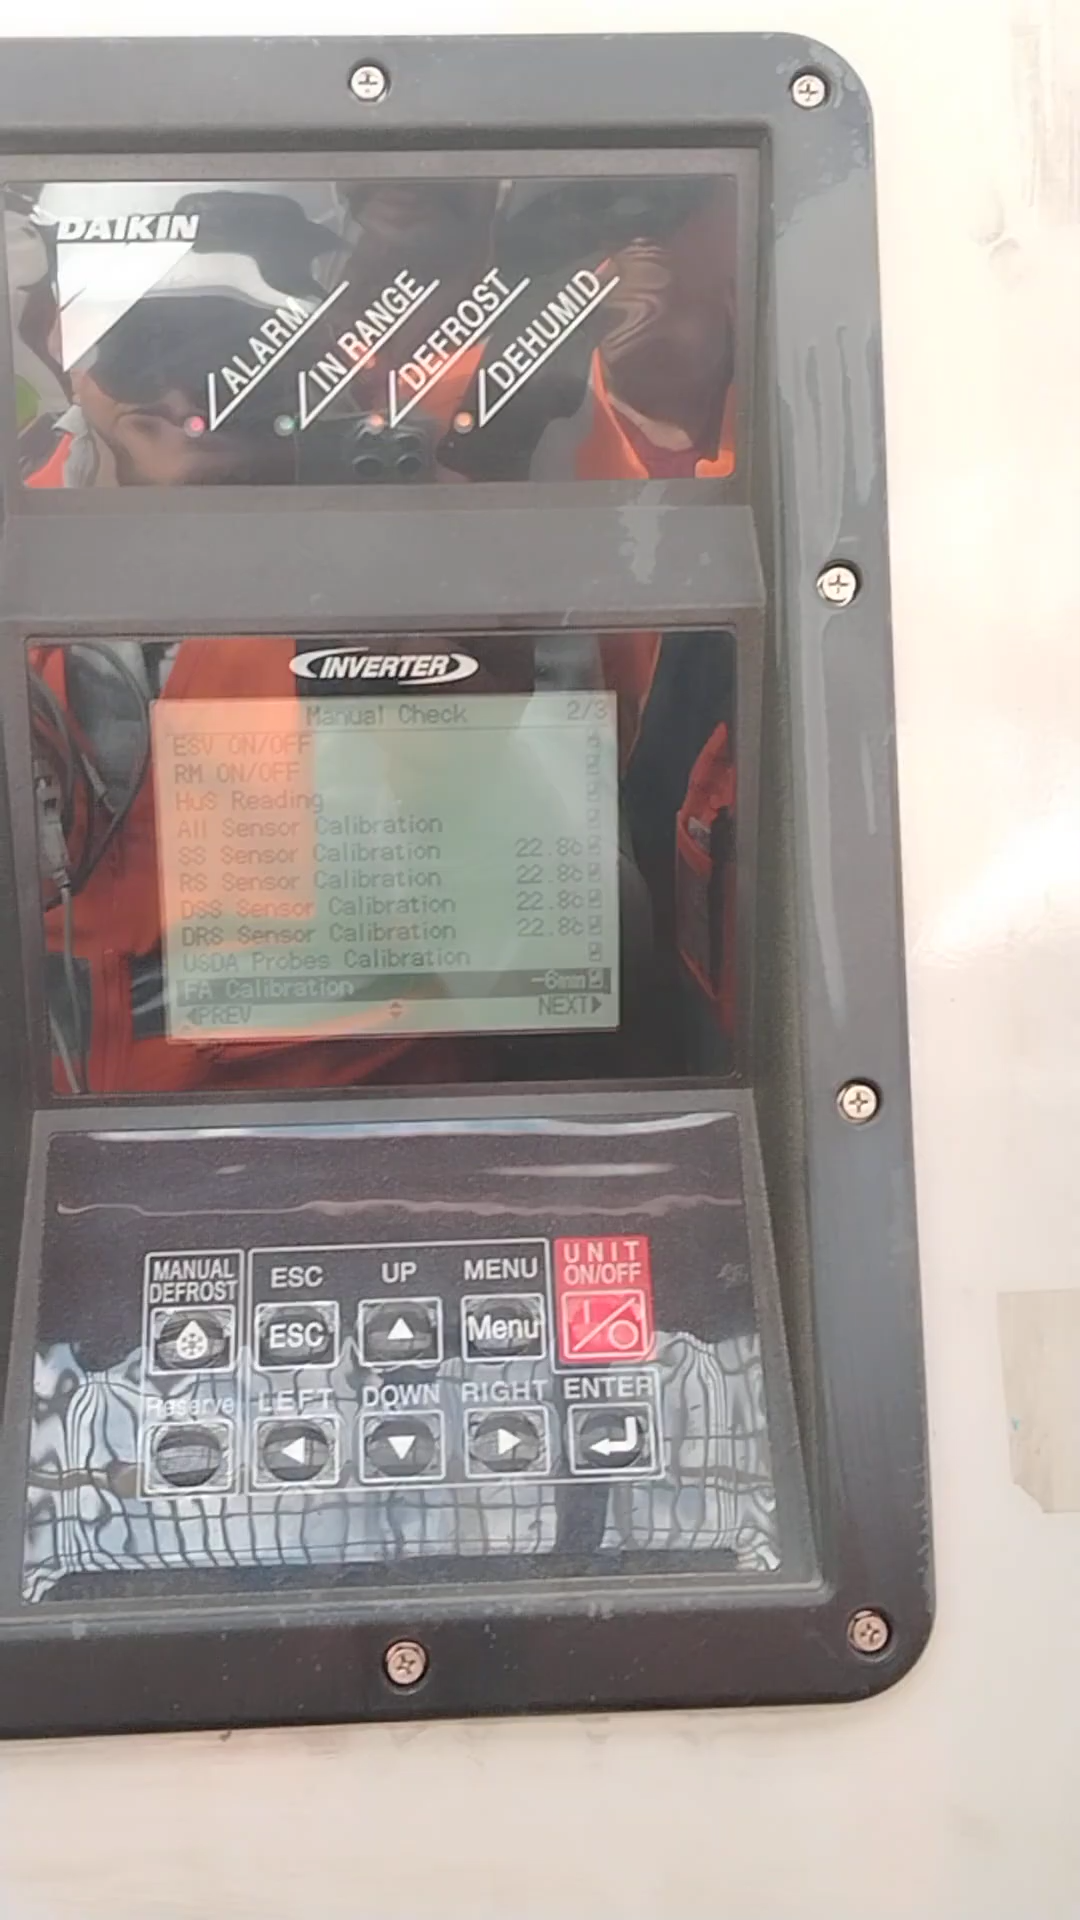 DAIKIN
ALARM
IN RANGE
DEFROST
DEHUMID
INVERTER
Manual Check 2/3
ESV ON/OFF
RM ON/OFF
HuS Reading
All Sensor Calibration
SS Sensor Calibration 22.8c
RS Sensor Calibration 22.8c
DSS Sensor Calibration 22.8c
DRS Sensor Calibration 22.8c
USDA Probes Calibration
FA Calibration -6mm
◀PREV NEXT▶
MANUAL DEFROST
ESC
UP
MENU
UNIT ON/OFF
ESC
Menu
Reserve
LEFT
DOWN
RIGHT
ENTER